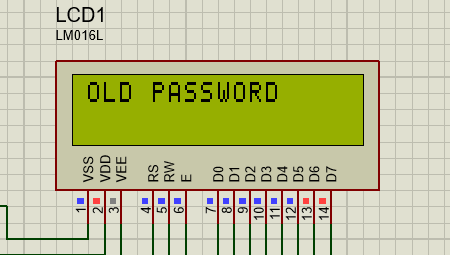 LCD1
LM016L
OLD PASSWORD
VSS VDD VEE RS RW E D0 D1 D2 D3 D4 D5 D6 D7
1 2 3 4 5 6 7 8 9 10 11 12 13 14